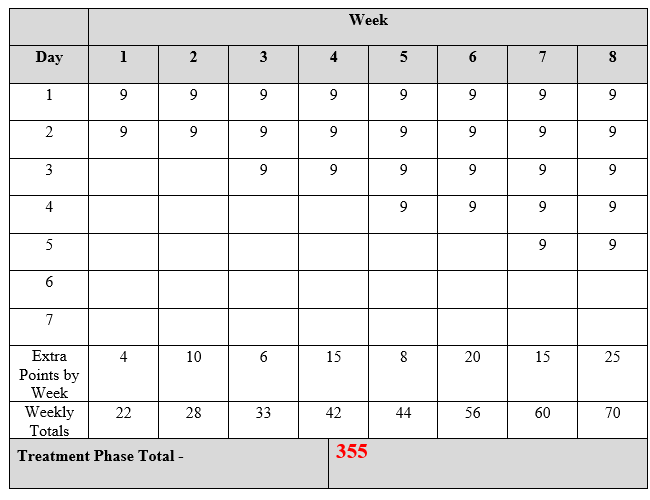 Week
Day 1 2 3 4 5 6 7 8
1 9 9 9 9 9 9 9 9
2 9 9 9 9 9 9 9 9
3 9 9 9 9 9 9
4 9 9 9 9
5 9 9
6
7
Extra
Points by
Week 4 10 6 15 8 20 15 25
Weekly
Totals 22 28 33 42 44 56 60 70
Treatment Phase Total - 355